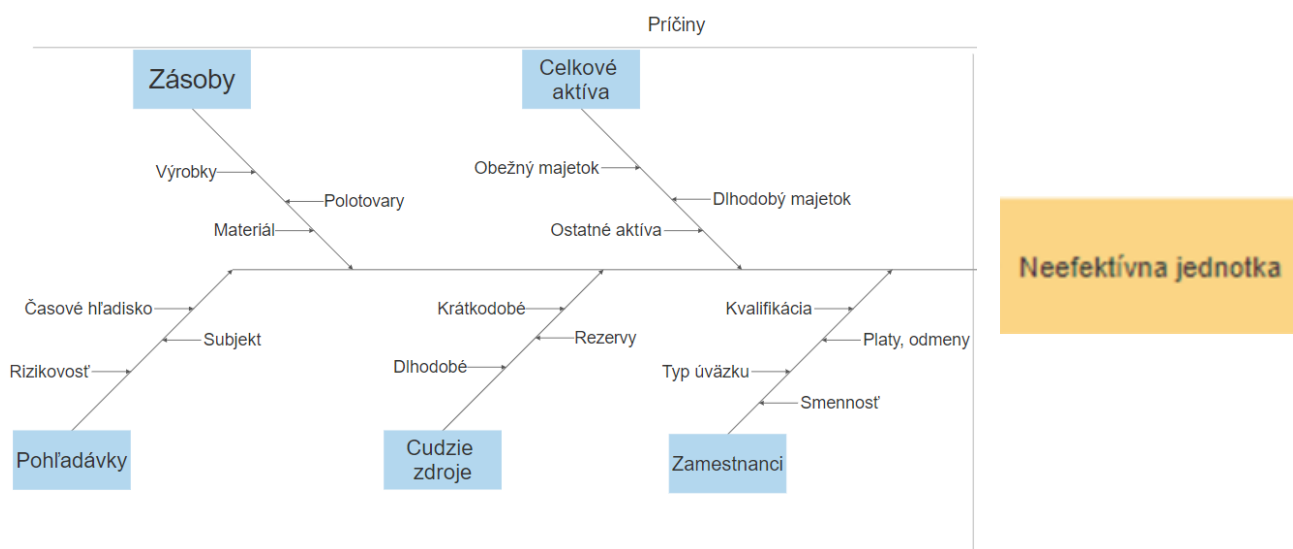 Príčiny
Zásoby
Celkové
aktíva
Výrobky
Polotovary
Materiál
Obežný majetok
Dlhodobý majetok
Ostatné aktíva
Neefektívna jednotka
Časové hľadisko
Subjekt
Rizikovosť
Krátkodobé
Rezervy
Dlhodobé
Kvalifikácia
Platy, odmeny
Typ úväzku
Smennosť
Pohľadávky
Cudzie
zdroje
Zamestnanci